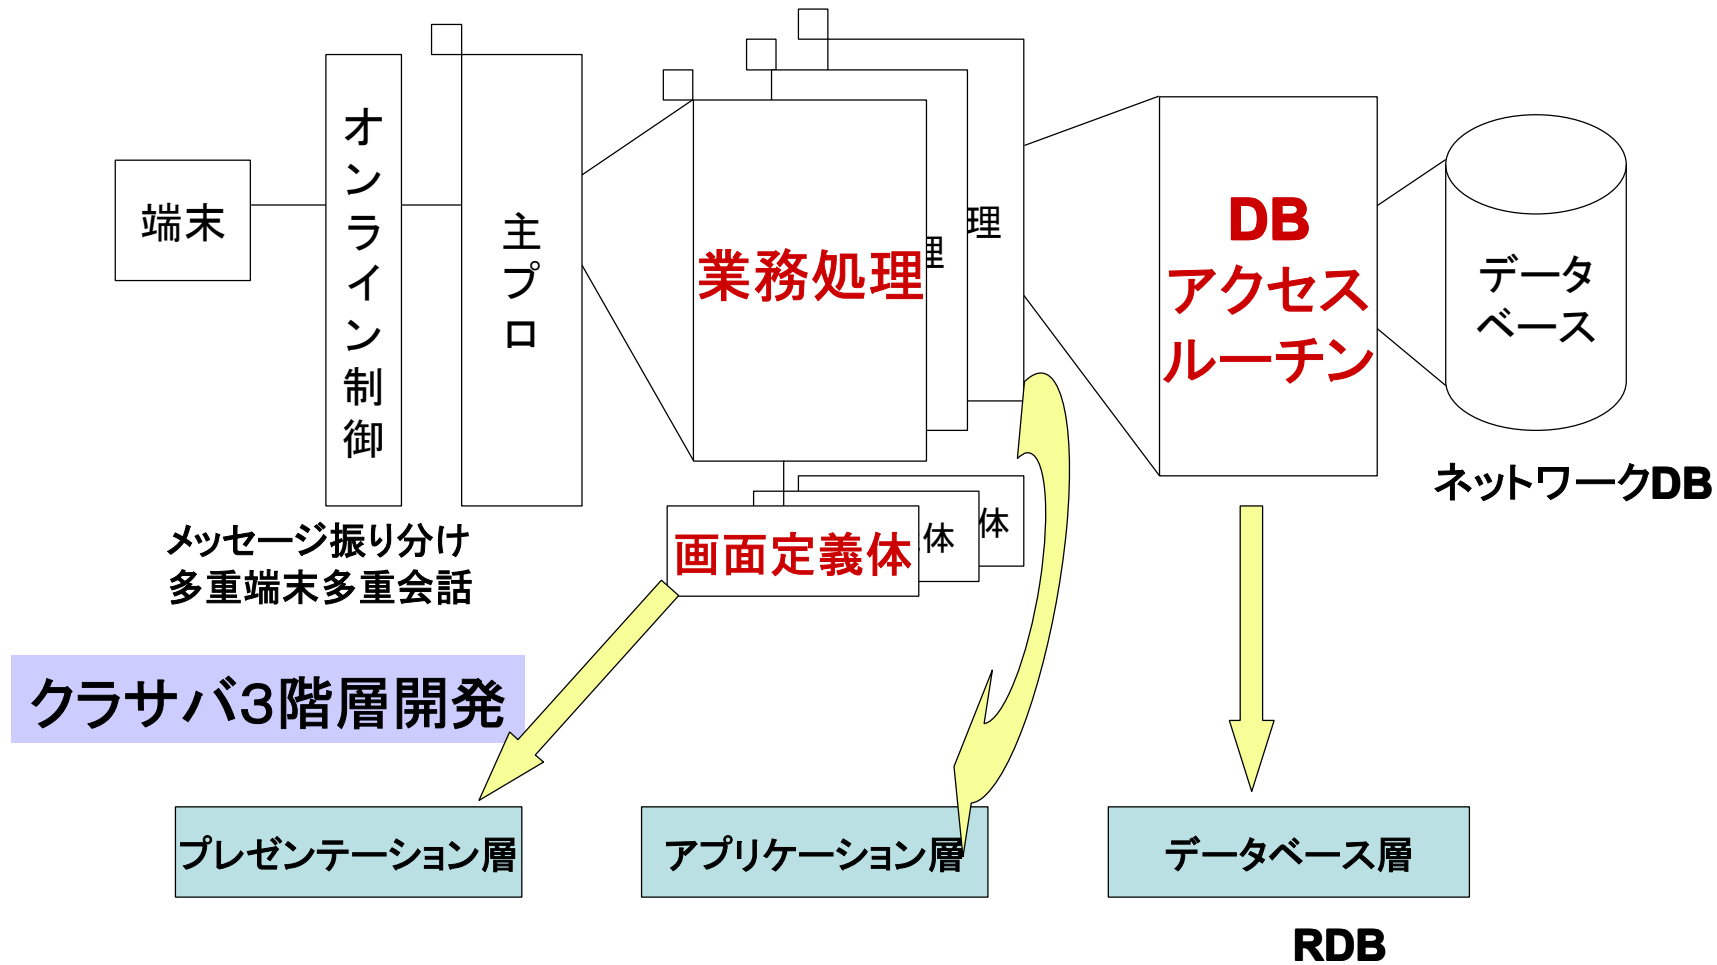 端末
オンライン制御
主プロ
業務処理
理
理
DB
アクセス
ルーチン
データ
ベース
ネットワークDB
メッセージ振り分け
多重端末多重会話
画面定義体
体
体
クラサバ３階層開発
プレゼンテーション層
アプリケーション層
データベース層
RDB